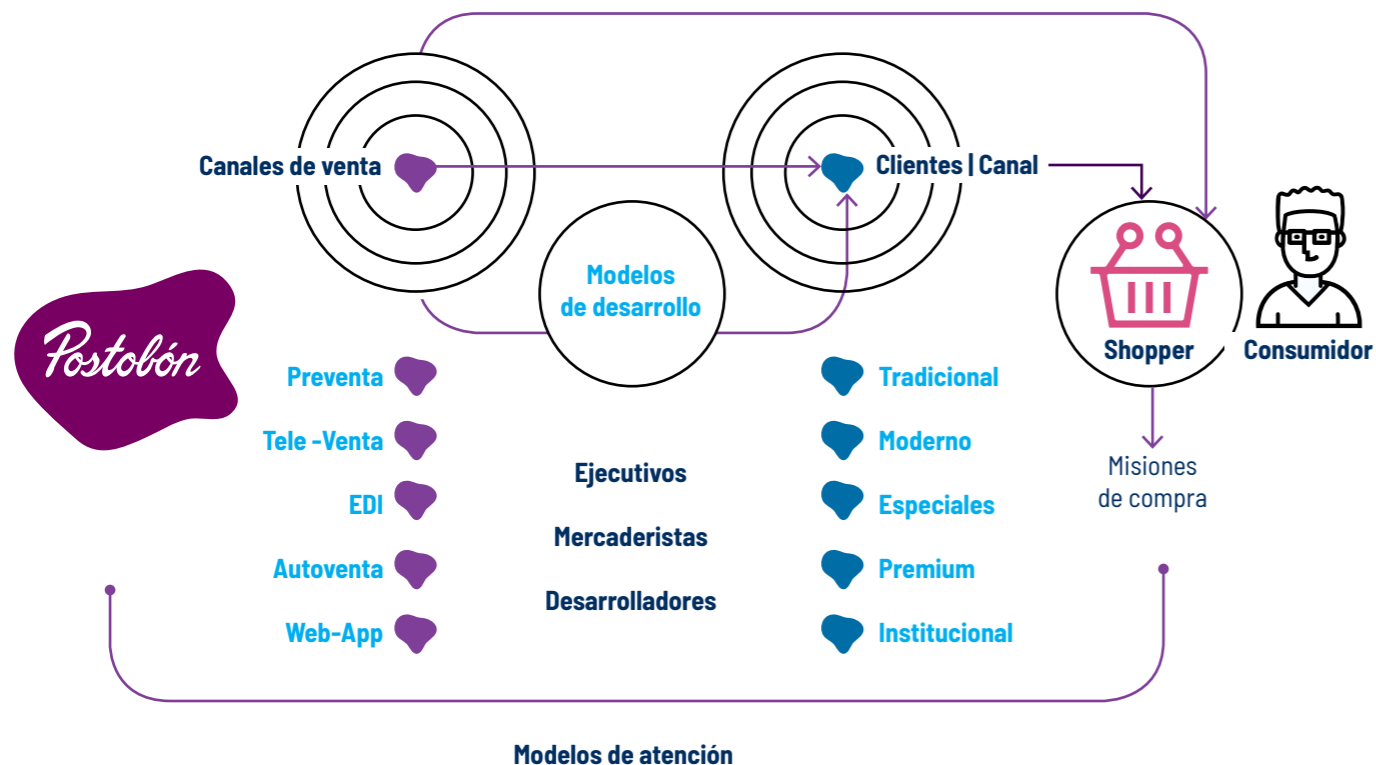 Canales de venta
Clientes | Canal
Modelos
de desarrollo
Postobón
Shopper
Consumidor
Preventa
Tele -Venta
EDI
Autoventa
Web-App
Ejecutivos
Mercaderistas
Desarrolladores
Tradicional
Moderno
Especiales
Premium
Institucional
Misiones
de compra
Modelos de atención